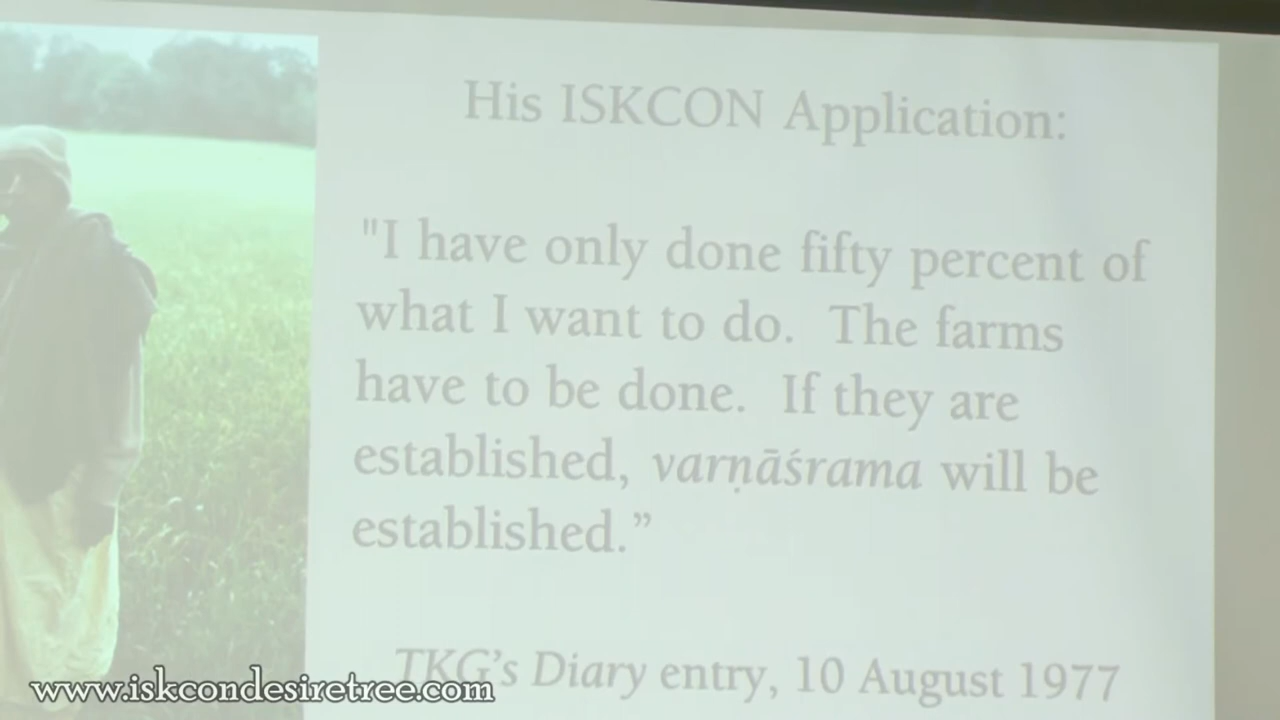 His ISKCON Application:
"I have only done fifty percent of
what I want to do.  The farms
have to be done.  If they are
established, varṇāśrama will be
established.”
TKG's Diary entry, 10 August 1977
www.iskcondesiretree.com